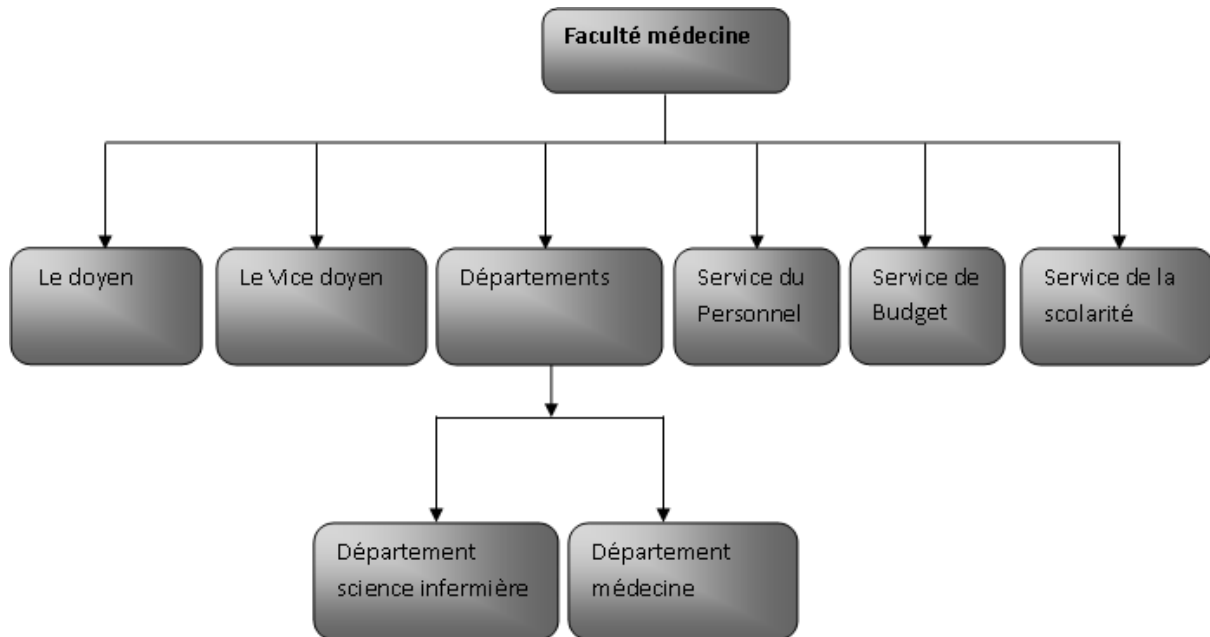 Faculté médecine
Le doyen
Le Vice doyen
Départements
Service du
Personnel
Service de
Budget
Service de la
scolarité
Département
science infermière
Département
médecine